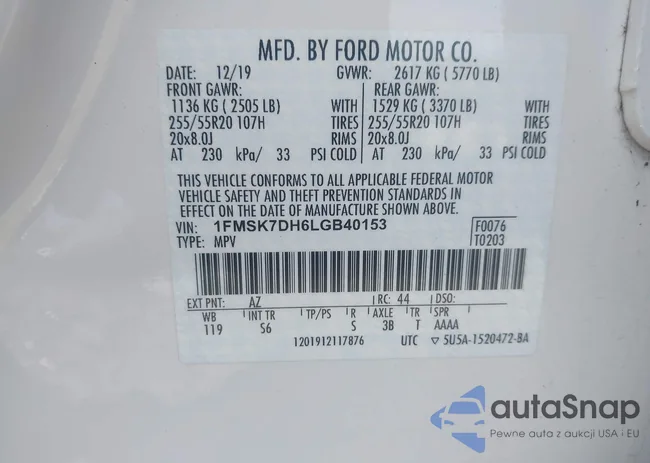 MFD. BY FORD MOTOR CO.
DATE: 12/19 GVWR: 2617 KG ( 5770 LB)
FRONT GAWR: REAR GAWR:
1136 KG ( 2505 LB) WITH 1529 KG ( 3370 LB) WITH
255/55R20 107H TIRES 255/55R20 107H TIRES
20x8.0J RIMS 20x8.0J RIMS
AT 230 kPa/ 33 PSI COLD AT 230 kPa/ 33 PSI COLD
THIS VEHICLE CONFORMS TO ALL APPLICABLE FEDERAL MOTOR
VEHICLE SAFETY AND THEFT PREVENTION STANDARDS IN
EFFECT ON THE DATE OF MANUFACTURE SHOWN ABOVE.
VIN: 1FMSK7DH6LGB40153 F0076
TYPE: MPV T0203
EXT PNT: AZ RC: 44 DSO:
WB INT TR TP/PS R AXLE TR SPR
119 S6 S 3B T AAAA
1201912117876 UTC ▽ 5U5A-1520472-BA
autaSnap
Pewne auta z aukcji USA i EU